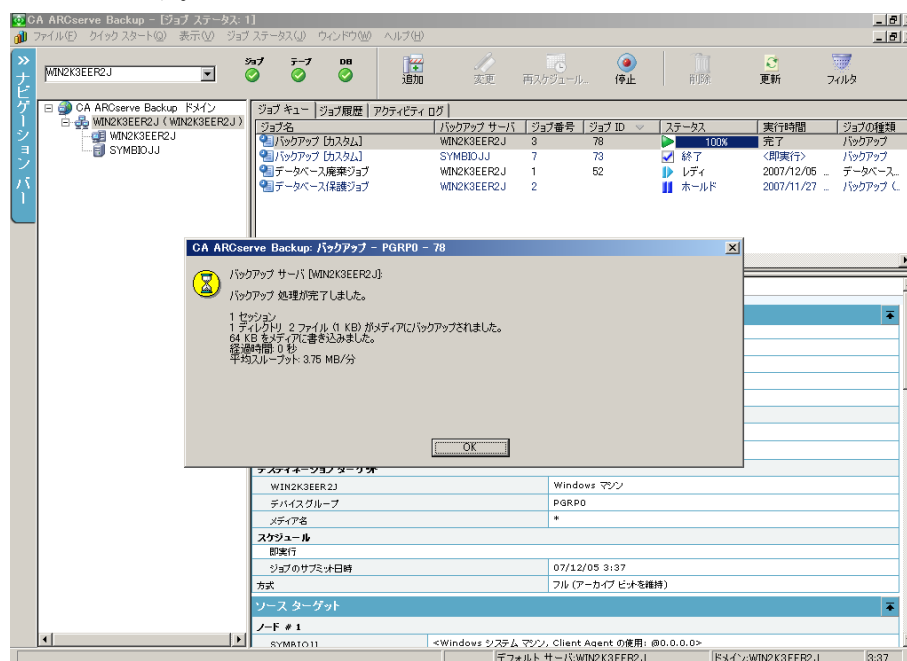 CA ARCserve Backup - [ジョブ ステータス: 1]
ファイル(F) クイック スタート(Q) 表示(V) ジョブ ステータス(J) ウィンドウ(W) ヘルプ(H)
ナビゲーション バー
WIN2K3EER2J
ジョブ テープ DB
追加 変更 再スケジュール... 停止 削除 更新 フィルタ
CA ARCserve Backup ドメイン
WIN2K3EER2J ( WIN2K3EER2J )
WIN2K3EER2J
SYMBIOJJ
ジョブ キュー ジョブ履歴 アクティビティ ログ
ジョブ名 バックアップ サーバ ジョブ番号 ジョブ ID ステータス 実行時間 ジョブの種類
バックアップ [カスタム] WIN2K3EER2J 3 78 100% 完了 バックアップ
バックアップ [カスタム] SYMBIOJJ 7 73 終了 <即実行> バックアップ
データベース廃棄ジョブ WIN2K3EER2J 1 52 レディ 2007/12/05 ... データベース...
データベース保護ジョブ WIN2K3EER2J 2 ホールド 2007/11/27 ... バックアップ (...
CA ARCserve Backup: バックアップ - PGRP0 - 78
バックアップ サーバ [WIN2K3EER2J]:
バックアップ 処理が完了しました。
1 セッション
1 ディレクトリ 2 ファイル (1 KB) がメディアにバックアップされました。
64 KB をメディアに書き込みました。
経過時間: 0 秒
平均スループット: 3.75 MB/分
OK
デスティネーション ターゲット
WIN2K3EER2J Windows マシン
デバイス グループ PGRP0
メディア名 *
スケジュール
即実行
ジョブのサブミット日時 07/12/05 3:37
方式 フル (アーカイブ ビットを維持)
ソース ターゲット
ノード # 1
SYMBIOJJ <Windows システム マシン, Client Agent の使用: @0.0.0.0>
デフォルト サーバ:WIN2K3EER2J ドメイン:WIN2K3EER2J 3:37